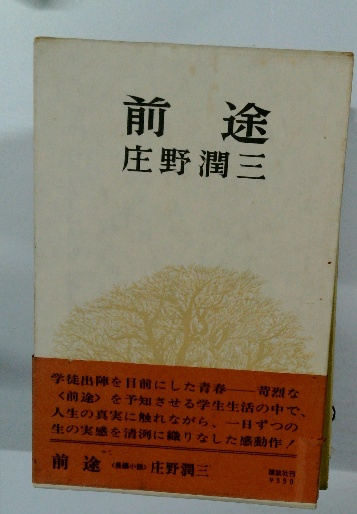 前途
庄野潤三
学徒出陣を目前にした青春――苛烈な
〈前途〉を予知させる学生生活の中で、
人生の真実に触れながら、一日ずつの
生の実感を清洌に織りなした感動作!
前途〈長編小説〉庄野潤三
講談社刊
¥550